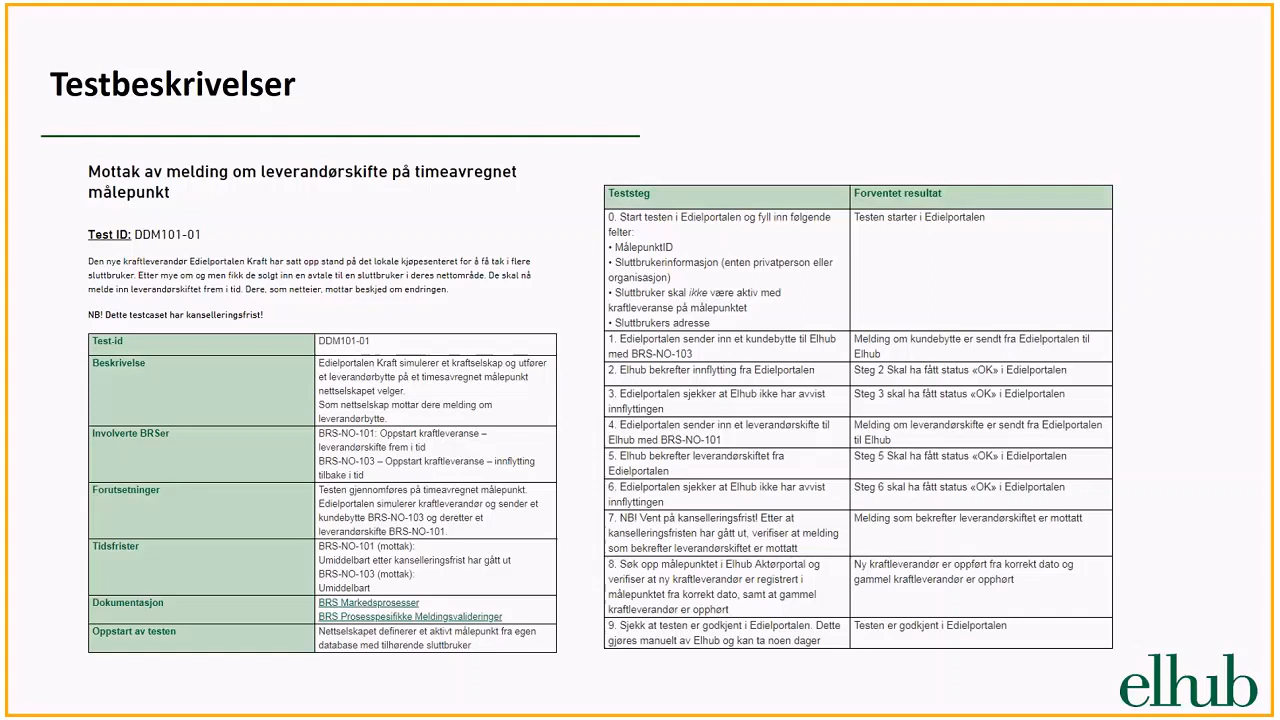 Testbeskrivelser
Mottak av melding om leverandørskifte på timeavregnet
målepunkt
Test ID: DDM101-01
Den nye kraftleverandør Edielportalen Kraft har satt opp stand på det lokale kjøpesenteret for å få tak i flere
sluttbruker. Etter mye om og men fikk de solgt inn en avtale til en sluttbruker i deres nettområde. De skal nå
melde inn leverandørskiftet frem i tid. Dere, som netteier, mottar beskjed om endringen.
NB! Dette testcaset har kanselleringsfrist!
Test-id
DDM101-01
Beskrivelse
Edielportalen Kraft simulerer et kraftselskap og utfører
et leverandørbytte på et timesavregnet målepunkt
nettselskapet velger.
Som nettselskap mottar dere melding om
leverandørbytte.
Involverte BRSer
BRS-NO-101: Oppstart kraftleveranse –
leverandørskifte frem i tid
BRS-NO-103 – Oppstart kraftleveranse – innflytting
tilbake i tid
Forutsetninger
Testen gjennomføres på timeavregnet målepunkt.
Edielportalen simulerer kraftleverandør og sender et
kundebytte BRS-NO-103 og deretter et
leverandørskifte BRS-NO-101.
Tidsfrister
BRS-NO-101 (mottak):
Umiddelbart etter kanselleringsfrist har gått ut
BRS-NO-103 (mottak):
Umiddelbart
Dokumentasjon
BRS Markedsprosesser
BRS Prosesspesifikke Meldingsvalideringer
Oppstart av testen
Nettselskapet definerer et aktivt målepunkt fra egen
database med tilhørende sluttbruker
Teststeg
Forventet resultat
0. Start testen i Edielportalen og fyll inn følgende
felter:
• MålepunktID
• Sluttbrukerinformasjon (enten privatperson eller
organisasjon)
• Sluttbruker skal ikke være aktiv med
kraftleveranse på målepunktet
• Sluttbrukers adresse
Testen starter i Edielportalen
1. Edielportalen sender inn et kundebytte til Elhub
med BRS-NO-103
Melding om kundebytte er sendt fra Edielportalen til
Elhub
2. Elhub bekrefter innflytting fra Edielportalen
Steg 2 Skal ha fått status «OK» i Edielportalen
3. Edielportalen sjekker at Elhub ikke har avvist
innflyttingen
Steg 3 skal ha fått status «OK» i Edielportalen
4. Edielportalen sender inn et leverandørskifte til
Elhub med BRS-NO-101
Melding om leverandørskifte er sendt fra Edielportalen
til Elhub
5. Elhub bekrefter leverandørskiftet fra
Edielportalen
Steg 5 Skal ha fått status «OK» i Edielportalen
6. Edielportalen sjekker at Elhub ikke har avvist
innflyttingen
Steg 6 skal ha fått status «OK» i Edielportalen
7. NB! Vent på kanselleringsfrist! Etter at
kanselleringsfristen har gått ut, verifiser at melding
som bekrefter leverandørskiftet er mottatt
Melding som bekrefter leverandørskiftet er mottatt
8. Søk opp målepunktet i Elhub Aktørportal og
verifiser at ny kraftleverandør er registrert i
målepunktet fra korrekt dato, samt at gammel
kraftleverandør er opphørt
Ny kraftleverandør er oppført fra korrekt dato og
gammel kraftleverandør er opphørt
9. Sjekk at testen er godkjent i Edielportalen. Dette
gjøres manuelt av Elhub og kan ta noen dager
Testen er godkjent i Edielportalen
elhub